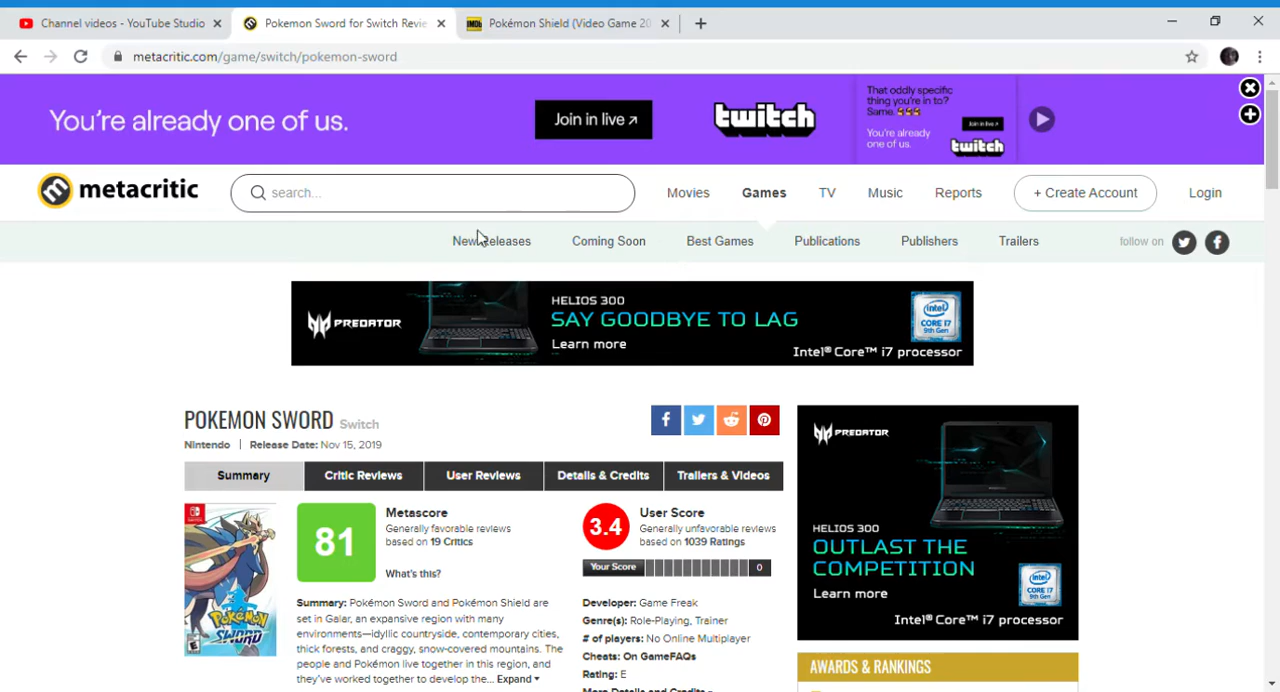 Channel videos - YouTube Studio
Pokemon Sword for Switch Revie
IMDb Pokémon Shield (Video Game 20
metacritic.com/game/switch/pokemon-sword
You're already one of us.
Join in live ↗
twitch
That oddly specific
thing you're in to?
Same.
You're already
one of us.
Join in live ↗
twitch
metacritic
search...
Movies
Games
TV
Music
Reports
+ Create Account
Login
New Releases
Coming Soon
Best Games
Publications
Publishers
Trailers
follow on
PREDATOR
HELIOS 300
SAY GOODBYE TO LAG
Learn more
intel
CORE i7
9th Gen
Intel® Core™ i7 processor
POKEMON SWORD Switch
Nintendo | Release Date: Nov 15, 2019
Summary
Critic Reviews
User Reviews
Details & Credits
Trailers & Videos
Pokémon
SWORD
81
Metascore
Generally favorable reviews
based on 19 Critics
What's this?
Summary: Pokémon Sword and Pokémon Shield are
set in Galar, an expansive region with many
environments—idyllic countryside, contemporary cities,
thick forests, and craggy, snow-covered mountains. The
people and Pokémon live together in this region, and
they've worked together to develop the... Expand
3.4
User Score
Generally unfavorable reviews
based on 1039 Ratings
Your Score
0
Developer: Game Freak
Genre(s): Role-Playing, Trainer
# of players: No Online Multiplayer
Cheats: On GameFAQs
Rating: E
More Details and Credits
PREDATOR
HELIOS 300
OUTLAST THE
COMPETITION
Learn more
intel
CORE i7
9th Gen
Intel® Core™ i7 processor
AWARDS & RANKINGS